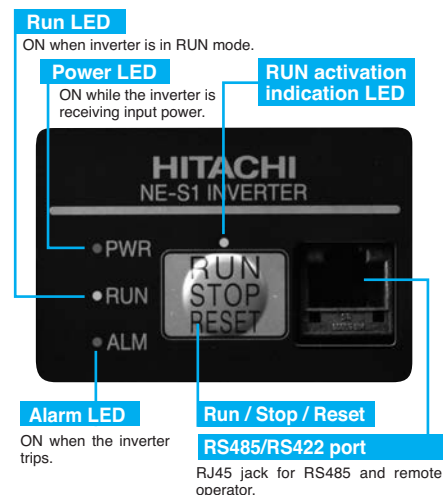 Run LED
ON when inverter is in RUN mode.
Power LED
ON while the inverter is
receiving input power.
RUN activation
indication LED
HITACHI
NE-S1 INVERTER
PWR
RUN
ALM
RUN
STOP
RESET
Alarm LED
ON when the inverter
trips.
Run / Stop / Reset
RS485/RS422 port
RJ45 jack for RS485 and remote
operator.